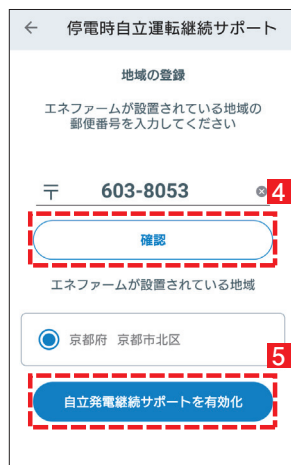 ← 停電時自立運転継続サポート
地域の登録
エネファームが設置されている地域の
郵便番号を入力してください
〒 603-8053
4
確認
エネファームが設置されている地域
京都府 京都市北区
5
自立発電継続サポートを有効化